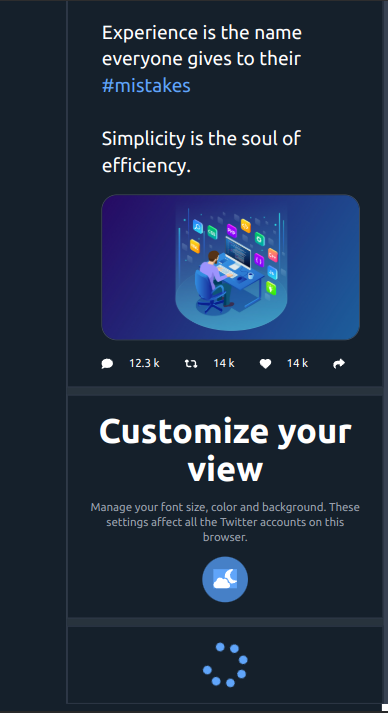 Experience is the name
everyone gives to their
#mistakes
Simplicity is the soul of
efficiency.
12.3 k 14 k 14 k
Customize your
view
Manage your font size, color and background. These
settings affect all the Twitter accounts on this
browser.